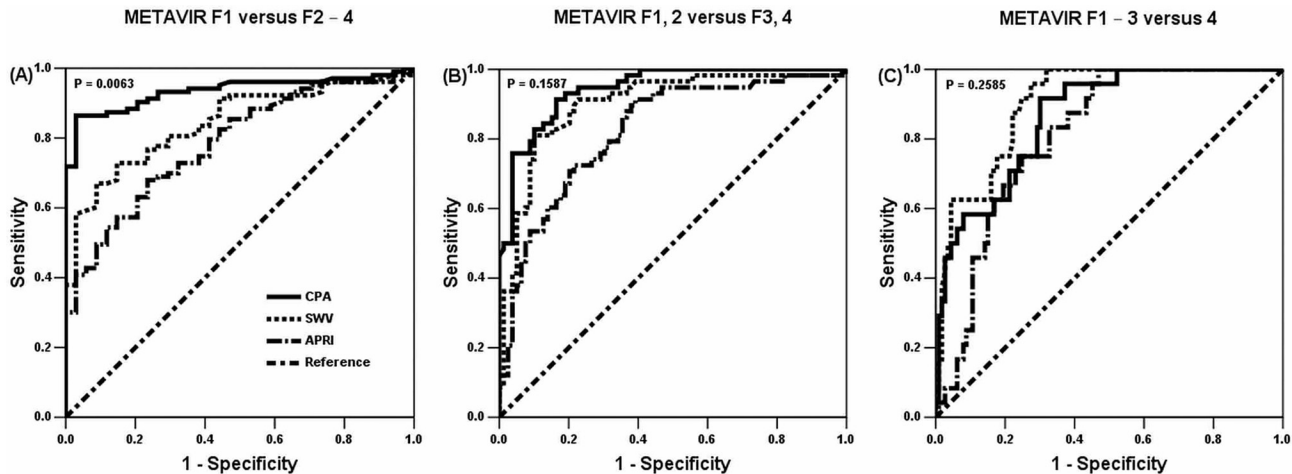 METAVIR F1 versus F2 – 4
METAVIR F1, 2 versus F3, 4
METAVIR F1 – 3 versus 4
(A)
P = 0.0063
1.0
0.8
0.6
0.4
0.2
0.0
Sensitivity
CPA
SWV
APRI
Reference
0.0 0.2 0.4 0.6 0.8 1.0
1 - Specificity
(B)
P = 0.1587
1.0
0.8
0.6
0.4
0.2
0.0
Sensitivity
0.0 0.2 0.4 0.6 0.8 1.0
1 - Specificity
(C)
P = 0.2585
1.0
0.8
0.6
0.4
0.2
0.0
Sensitivity
0.0 0.2 0.4 0.6 0.8 1.0
1 - Specificity